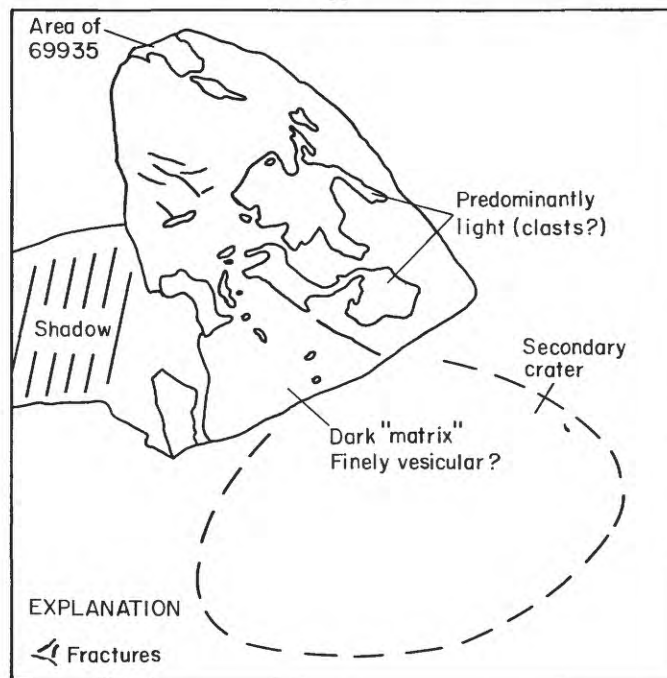 Area of
69935
Predominantly
light (clasts?)
Shadow
Secondary
crater
Dark "matrix"
Finely vesicular?
EXPLANATION
Fractures